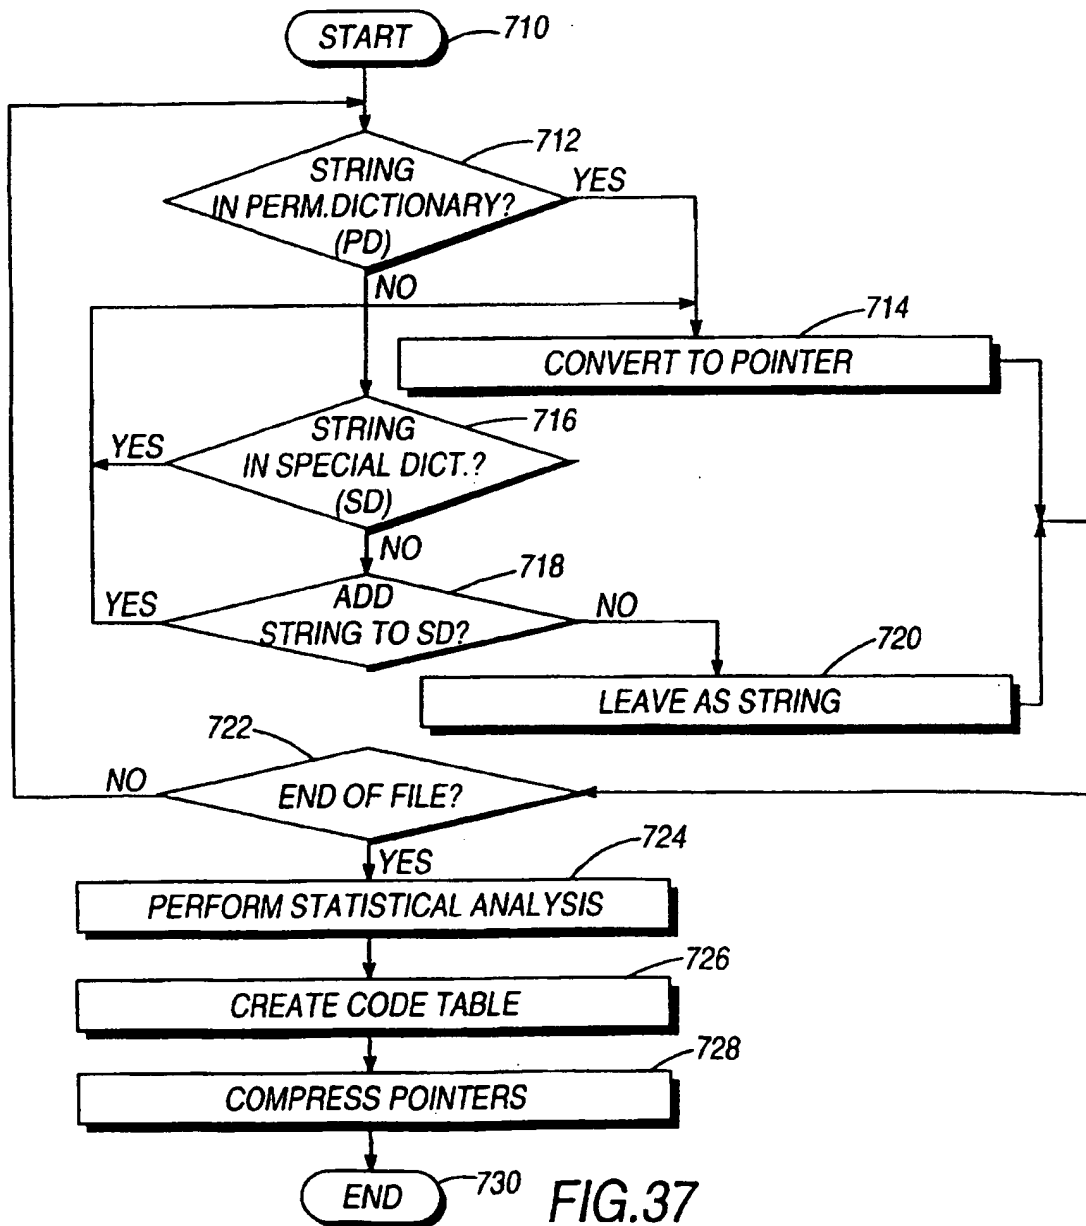 START
710
712
STRING
IN PERM.DICTIONARY?
(PD)
YES
NO
714
CONVERT TO POINTER
716
STRING
IN SPECIAL DICT.?
(SD)
YES
NO
718
ADD
STRING TO SD?
YES
NO
720
LEAVE AS STRING
722
NO
END OF FILE?
YES
724
PERFORM STATISTICAL ANALYSIS
726
CREATE CODE TABLE
728
COMPRESS POINTERS
END
730
FIG.37